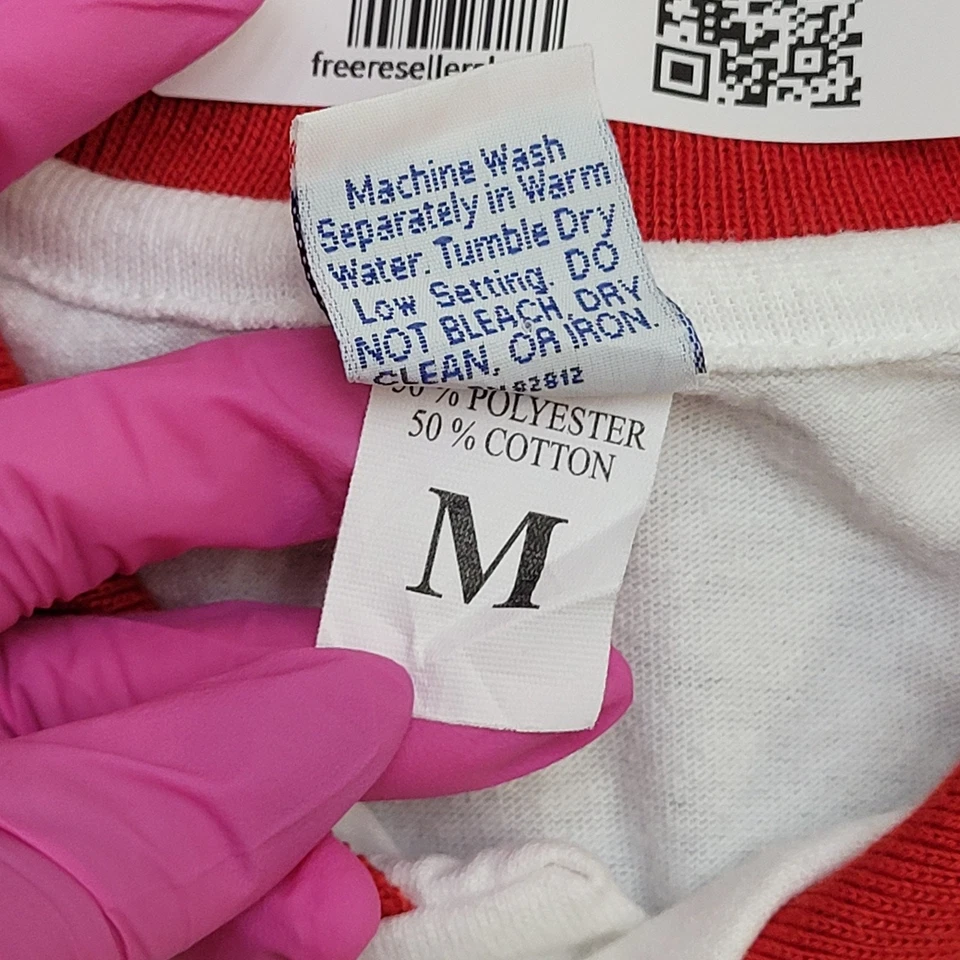 freeresellersl
Machine Wash
Separately in Warm
Water. Tumble Dry
Low Setting. DO
NOT BLEACH, DRY
CLEAN, OR IRON.
% POLYESTER
50 % COTTON
M